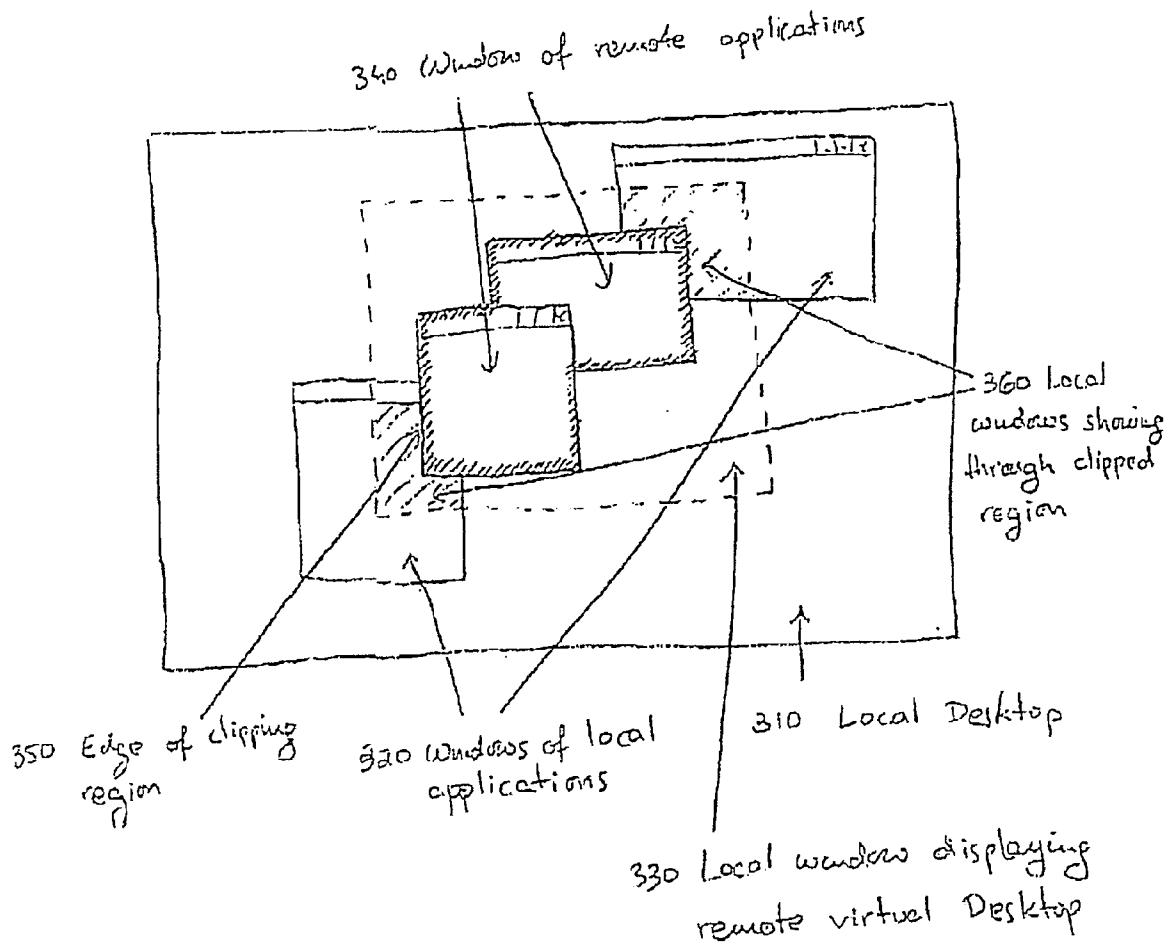 340 Window of remote applications
360 Local
windows showing
through clipped
region
350 Edge of clipping
region
320 Windows of local
applications
310 Local Desktop
330 Local window displaying
remote virtual Desktop